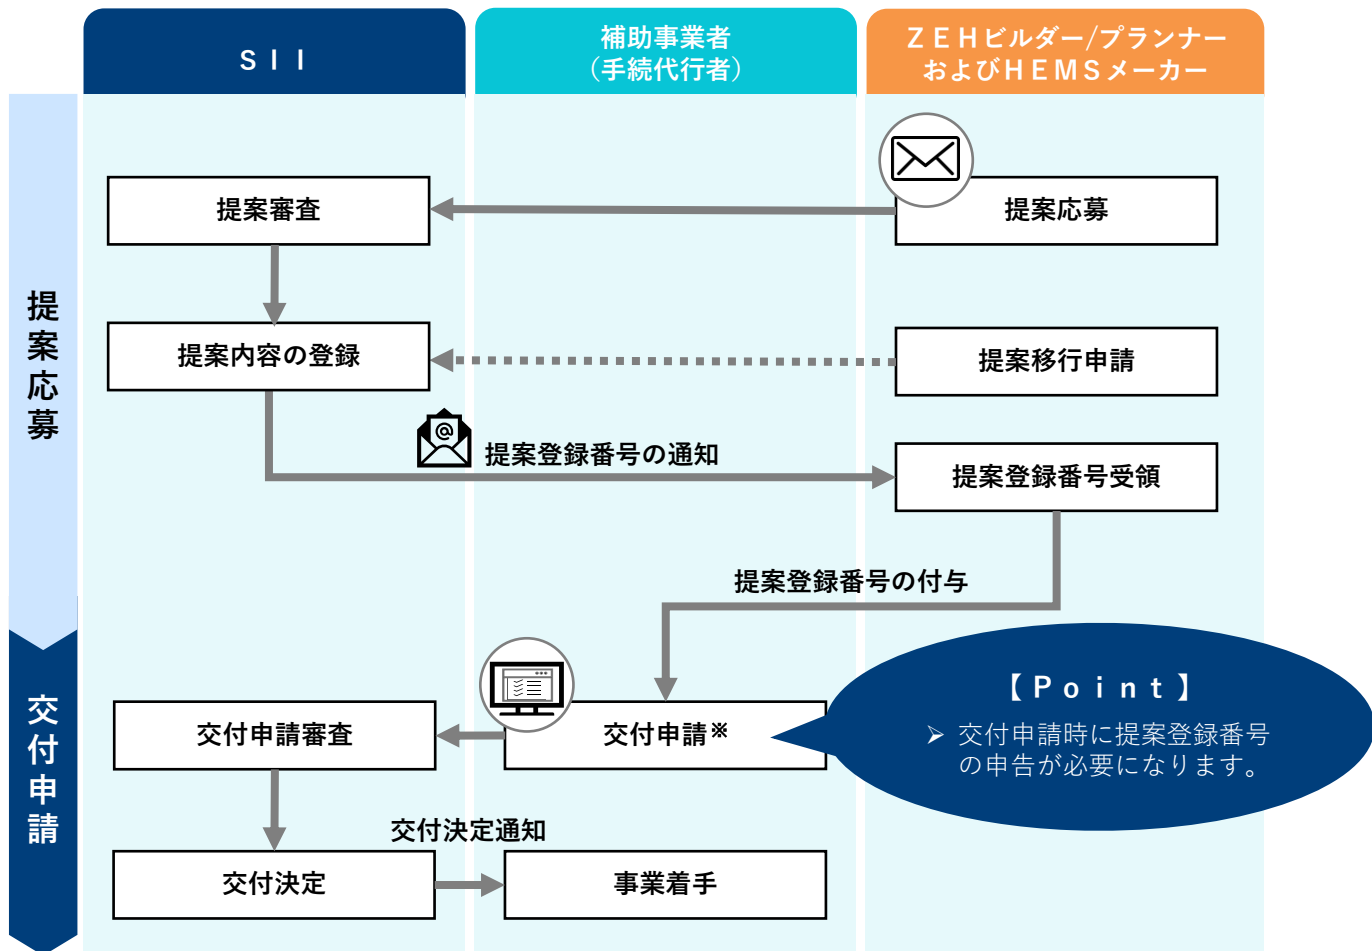 ＳＩＩ
補助事業者
（手続代行者）
ＺＥＨビルダー/プランナー
およびＨＥＭＳメーカー
提案応募
提案審査
提案応募
提案内容の登録
提案移行申請
@
提案登録番号の通知
提案登録番号受領
提案登録番号の付与
交付申請
交付申請審査
交付申請※
【Ｐｏｉｎｔ】
➢ 交付申請時に提案登録番号
の申告が必要になります。
交付決定通知
交付決定
事業着手